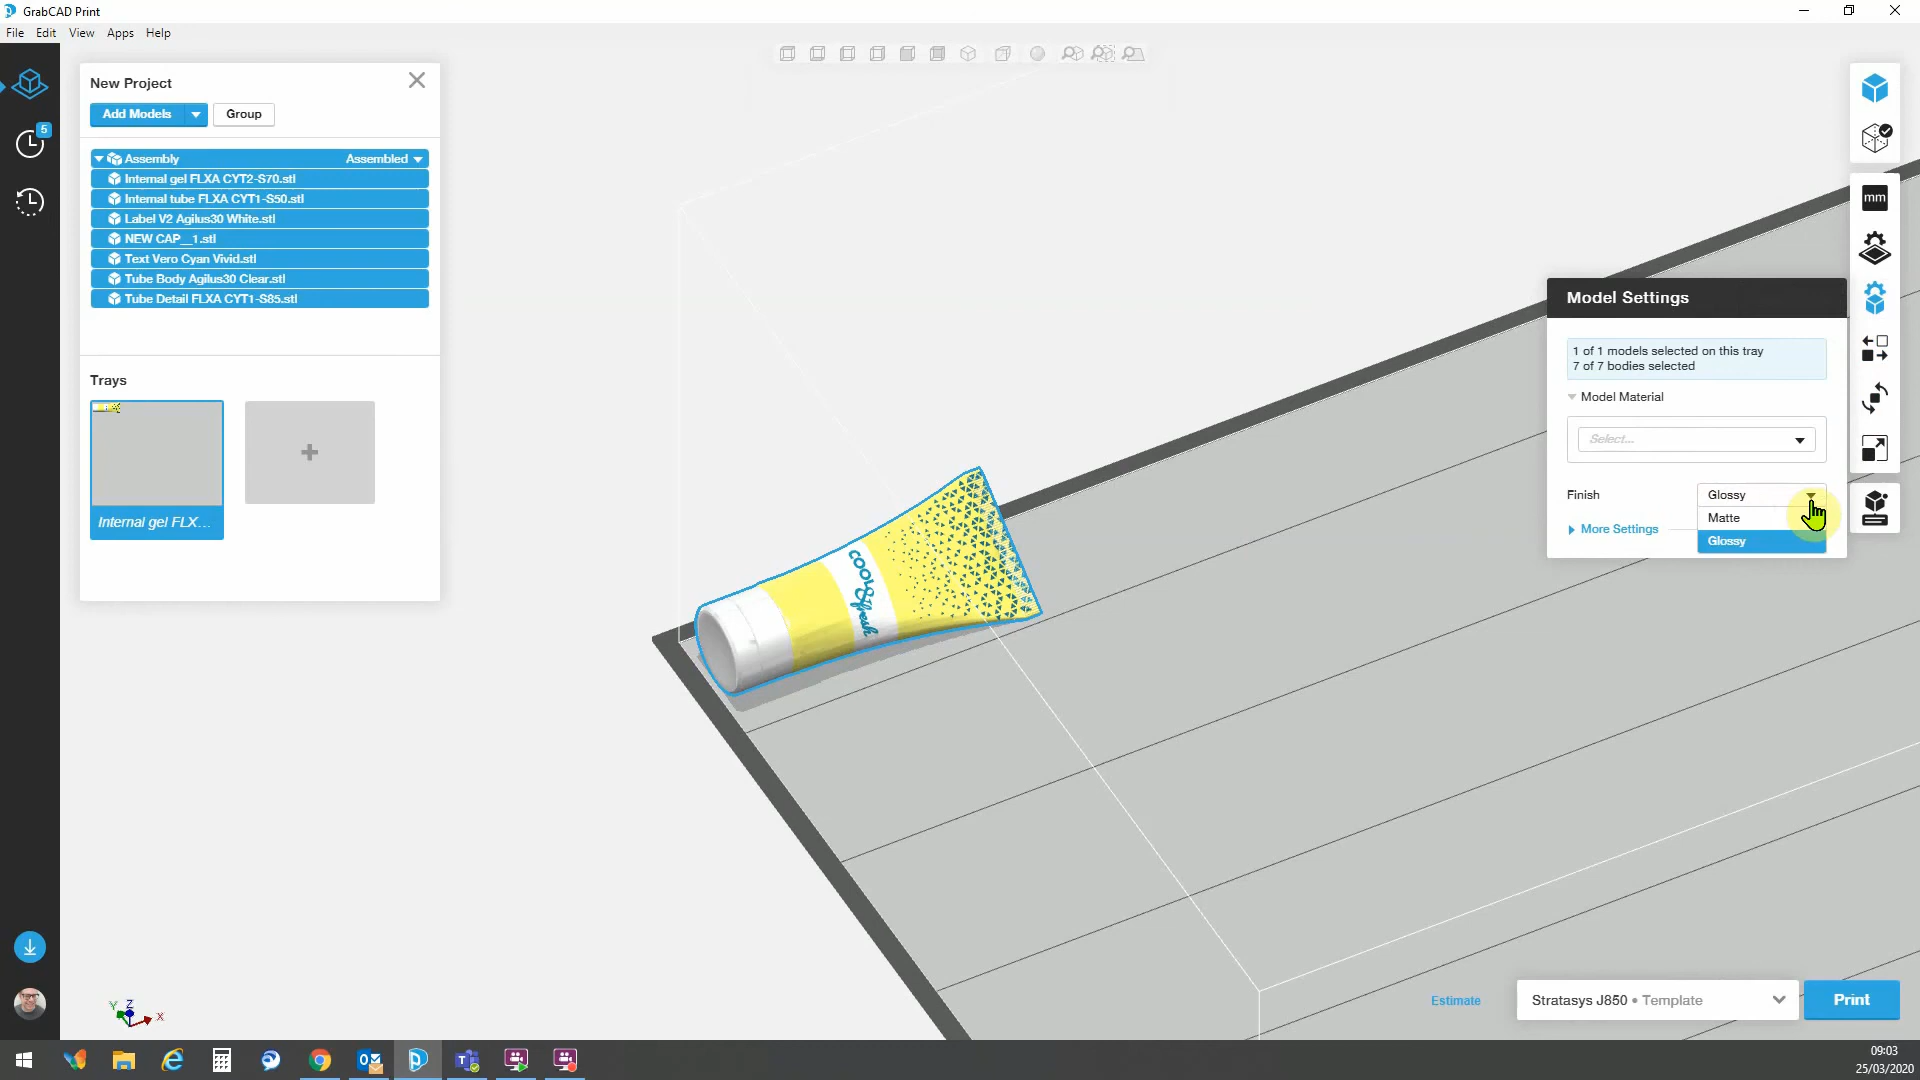 GrabCAD Print
File Edit View Apps Help
New Project
Add Models
Group
Assembly Assembled
Internal gel FLXA CYT2-S70.stl
Internal tube FLXA CYT1-S50.stl
Label V2 Agilus30 White.stl
NEW CAP__1.stl
Text Vero Cyan Vivid.stl
Tube Body Agilus30 Clear.stl
Tube Detail FLXA CYT1-S85.stl
Trays
Internal gel FLX...
5
COOL &
fresh
mm
Model Settings
1 of 1 models selected on this tray
7 of 7 bodies selected
Model Material
Select...
Finish Glossy
Matte
More Settings
Glossy
Y Z X
Estimate
Stratasys J850 • Template
Print
09:03
25/03/2020